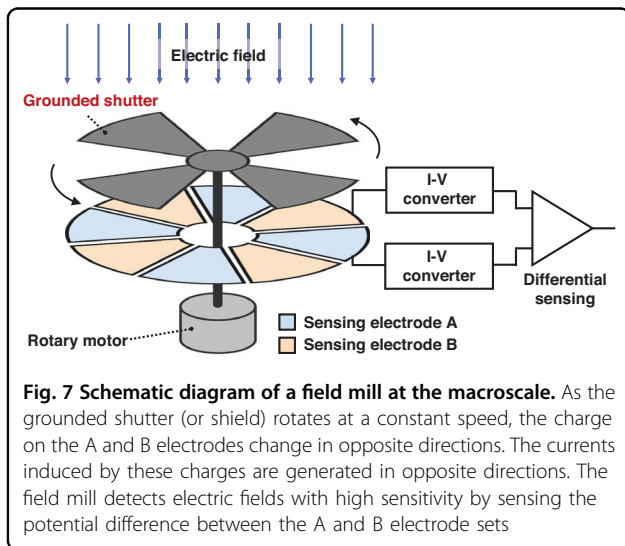 Electric field
Grounded shutter
I-V
converter
I-V
converter
Differential
sensing
Rotary motor
Sensing electrode A
Sensing electrode B
Fig. 7 Schematic diagram of a field mill at the macroscale. As the
grounded shutter (or shield) rotates at a constant speed, the charge
on the A and B electrodes change in opposite directions. The currents
induced by these charges are generated in opposite directions. The
field mill detects electric fields with high sensitivity by sensing the
potential difference between the A and B electrode sets